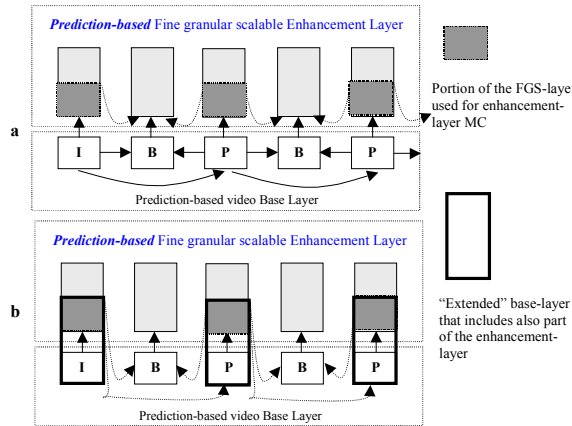 Prediction-based Fine granular scalable Enhancement Layer
Portion of the FGS-layer
used for enhancement-
layer MC
a
I B P B P
Prediction-based video Base Layer
Prediction-based Fine granular scalable Enhancement Layer
b
"Extended" base-layer
that includes also part
of the enhancement-
layer
I B P B P
Prediction-based video Base Layer